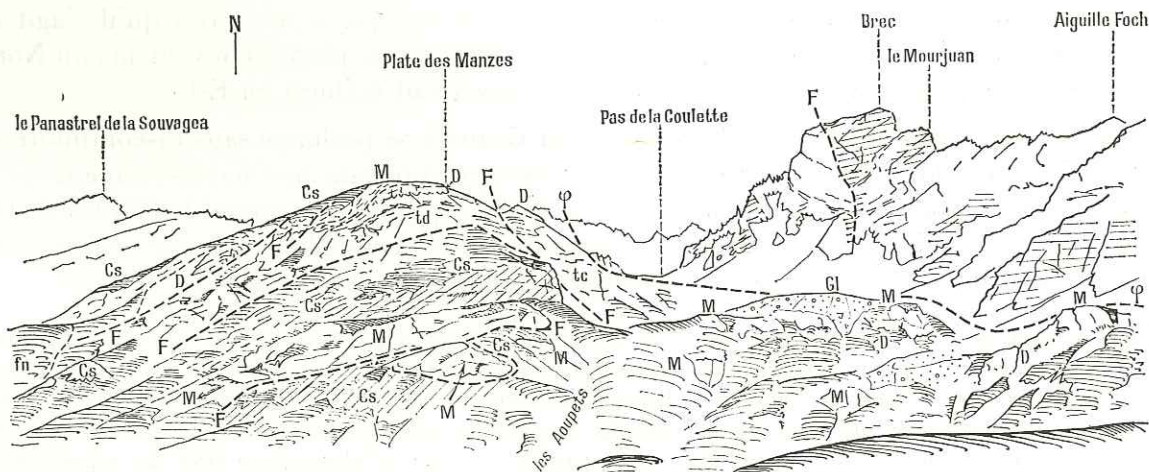 N
Brec
Aiguille Foch
le Mourjuan
Plate des Manzes
Pas de la Coulette
le Panastrel de la Souvagea
F
Cs M D F D φ
td
F
Cs
D
Cs
tc
Gl
M
M
φ
Cs
F
F
M
M
F
D
D
fn
Cs
Cs
M
M
M
M
F
Cs
M
les Aoupets